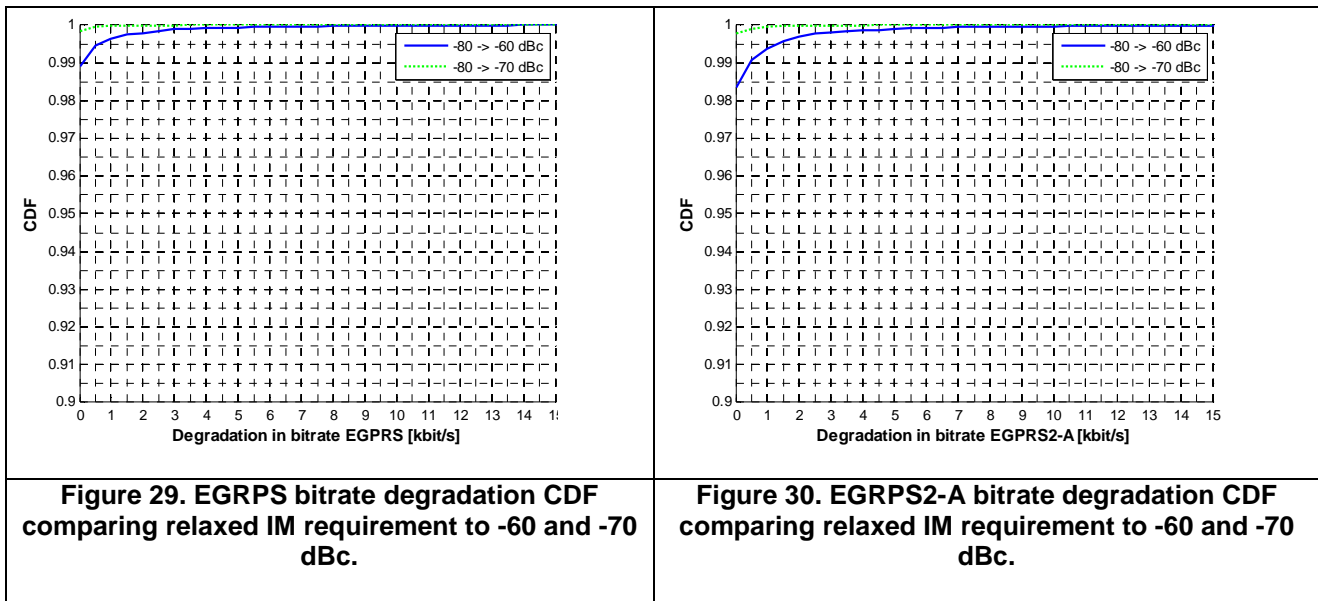 1
0.99
0.98
0.97
0.96
0.95
0.94
0.93
0.92
0.91
0.9
CDF
0 1 2 3 4 5 6 7 8 9 10 11 12 13 14 1
Degradation in bitrate EGPRS [kbit/s]
-80 -> -60 dBc
-80 -> -70 dBc
1
0.99
0.98
0.97
0.96
0.95
0.94
0.93
0.92
0.91
0.9
CDF
0 1 2 3 4 5 6 7 8 9 10 11 12 13 14 15
Degradation in bitrate EGPRS2-A [kbit/s]
-80 -> -60 dBc
-80 -> -70 dBc
Figure 29. EGRPS bitrate degradation CDF
comparing relaxed IM requirement to -60 and -70
dBc.
Figure 30. EGRPS2-A bitrate degradation CDF
comparing relaxed IM requirement to -60 and -70
dBc.